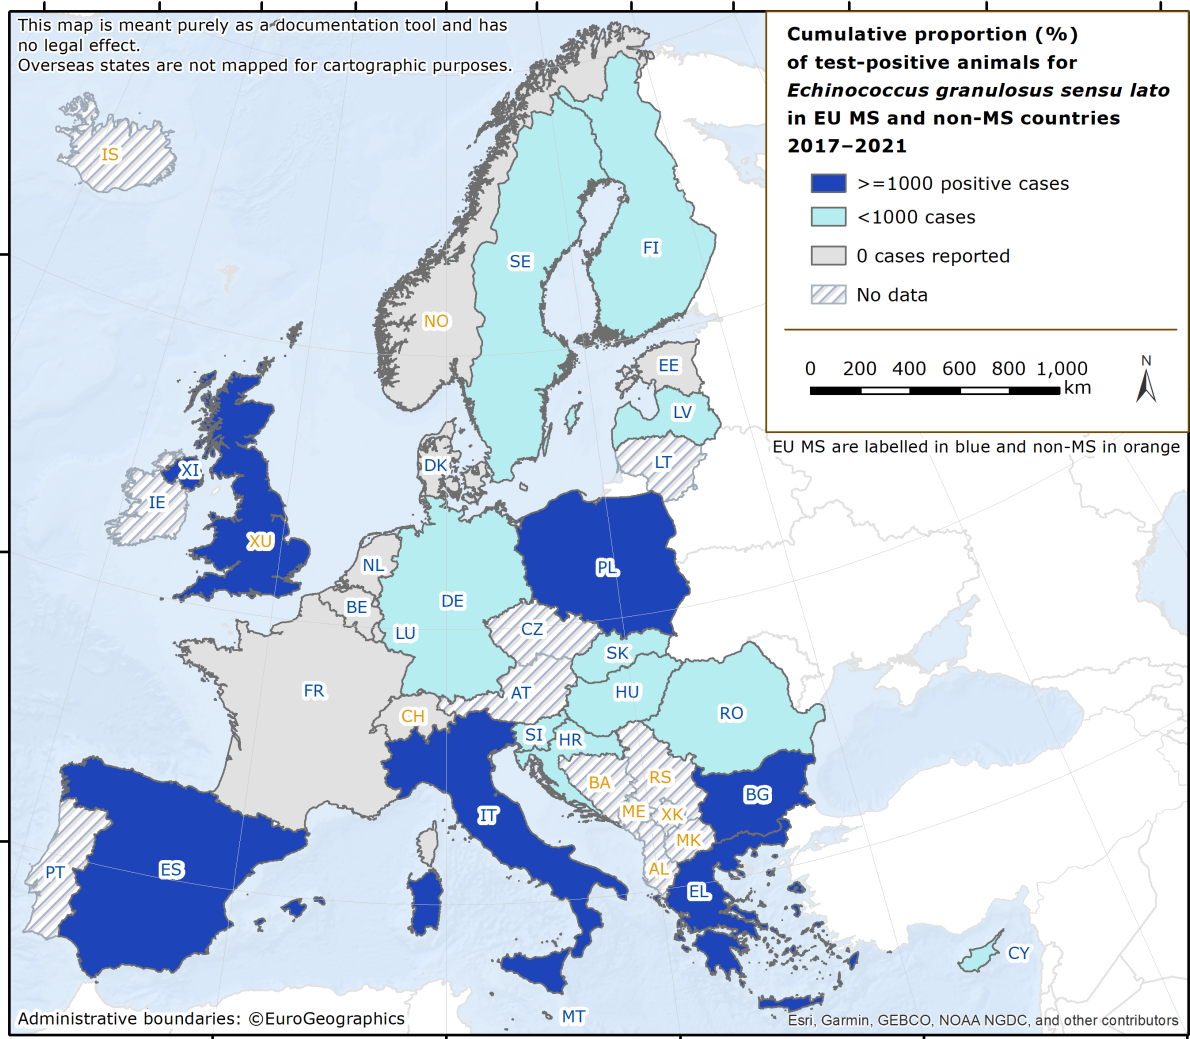 This map is meant purely as a documentation tool and has
no legal effect.
Overseas states are not mapped for cartographic purposes.
Cumulative proportion (%)
of test-positive animals for
Echinococcus granulosus sensu lato
in EU MS and non-MS countries
2017–2021
>=1000 positive cases
<1000 cases
0 cases reported
No data
0 200 400 600 800 1,000
km
N
EU MS are labelled in blue and non-MS in orange
IS
SE
FI
NO
EE
LV
LT
DK
XI
IE
XU
NL
PL
BE
DE
LU
CZ
SK
FR
AT
HU
CH
RO
SI
HR
BA
RS
BG
ME
XK
IT
MK
PT
ES
AL
EL
CY
MT
Administrative boundaries: ©EuroGeographics
Esri, Garmin, GEBCO, NOAA NGDC, and other contributors